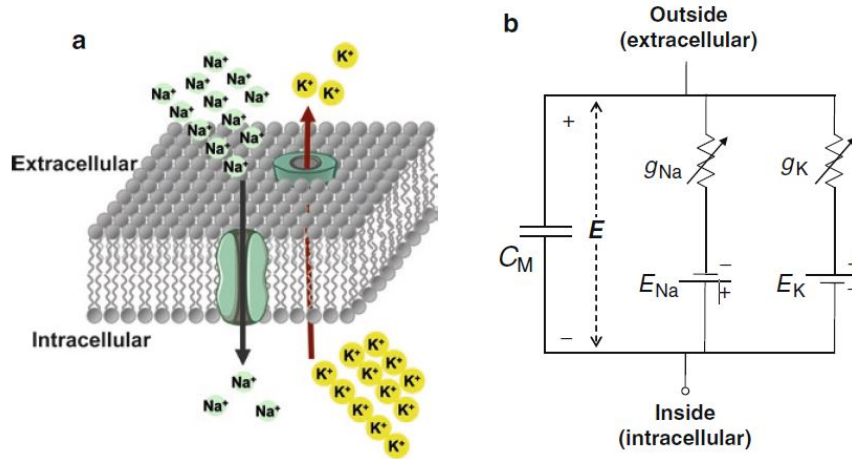 a
Na⁺
Na⁺
Na⁺
Na⁺
Na⁺
Na⁺
Na⁺
Na⁺
Na⁺
Na⁺
Na⁺
Na⁺
K⁺
K⁺
K⁺
Extracellular
Intracellular
Na⁺
Na⁺
Na⁺
K⁺
K⁺
K⁺
K⁺
K⁺
K⁺
K⁺
K⁺
K⁺
K⁺
K⁺
K⁺
b
Outside
(extracellular)
+
gNa
gK
CM
E
−
ENa
+
EK
−
Inside
(intracellular)